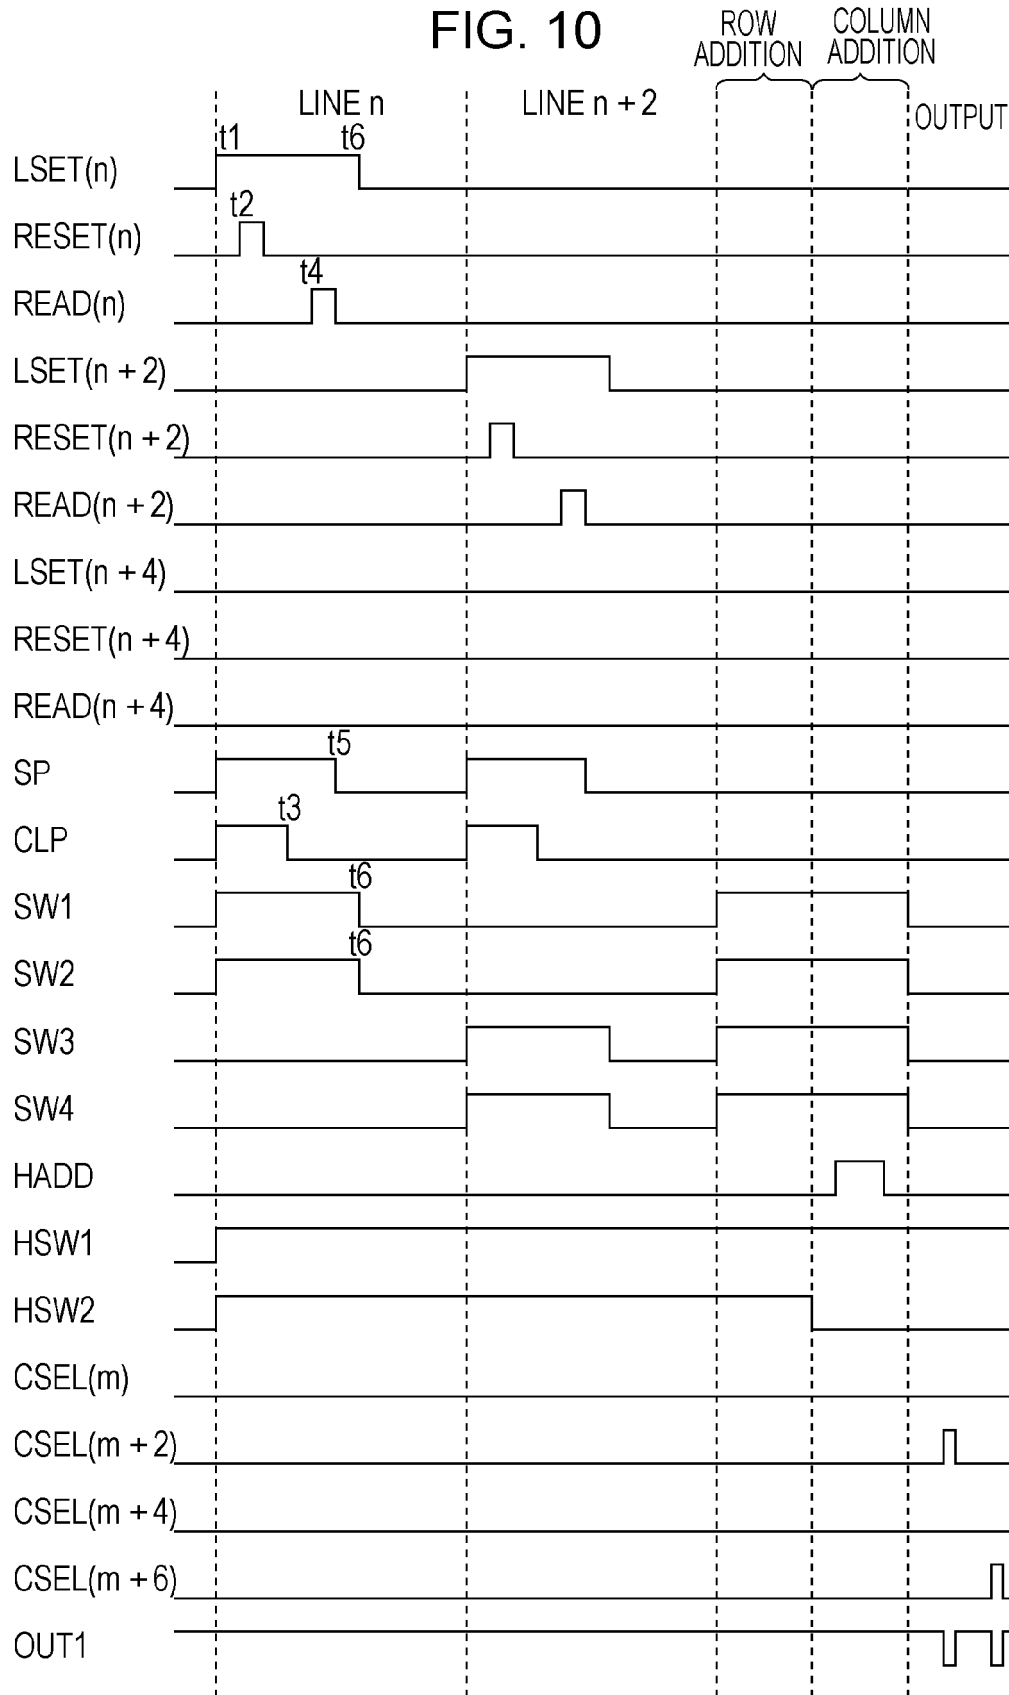 FIG. 10
ROW
ADDITION
COLUMN
ADDITION
LINE n
LINE n + 2
OUTPUT
t1
t6
LSET(n)
t2
RESET(n)
t4
READ(n)
LSET(n + 2)
RESET(n + 2)
READ(n + 2)
LSET(n + 4)
RESET(n + 4)
READ(n + 4)
t5
SP
t3
CLP
t6
SW1
t6
SW2
SW3
SW4
HADD
HSW1
HSW2
CSEL(m)
CSEL(m + 2)
CSEL(m + 4)
CSEL(m + 6)
OUT1